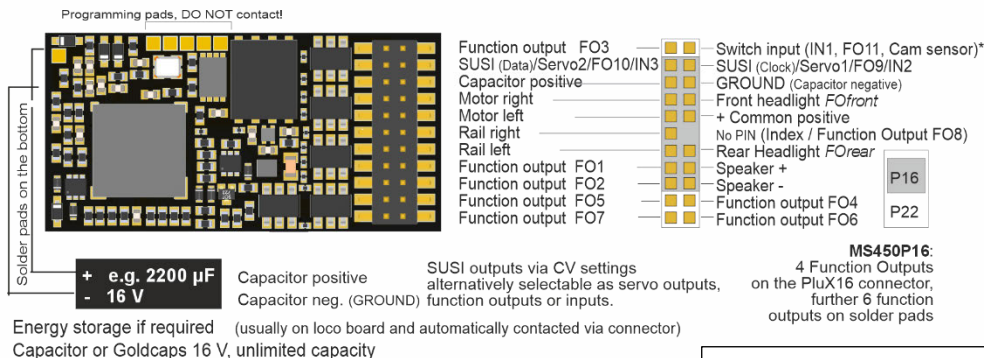 Programming pads, DO NOT contact!
Solder pads on the bottom
Function output FO3
SUSI (Data)/Servo2/FO10/IN3
Capacitor positive
Motor right
Motor left
Rail right
Rail left
Function output FO1
Function output FO2
Function output FO5
Function output FO7
Switch input (IN1, FO11, Cam sensor)*
SUSI (Clock)/Servo1/FO9/IN2
GROUND (Capacitor negative)
Front headlight FOfront
+ Common positive
No PIN (Index / Function Output FO8)
Rear Headlight FOrear
Speaker +
Speaker -
Function output FO4
Function output FO6
P16
P22
+ e.g. 2200 µF
- 16 V
Capacitor positive
Capacitor neg. (GROUND)
SUSI outputs via CV settings
alternatively selectable as servo outputs,
function outputs or inputs.
MS450P16:
4 Function Outputs
on the PluX16 connector,
further 6 function
outputs on solder pads
Energy storage if required (usually on loco board and automatically contacted via connector)
Capacitor or Goldcaps 16 V, unlimited capacity